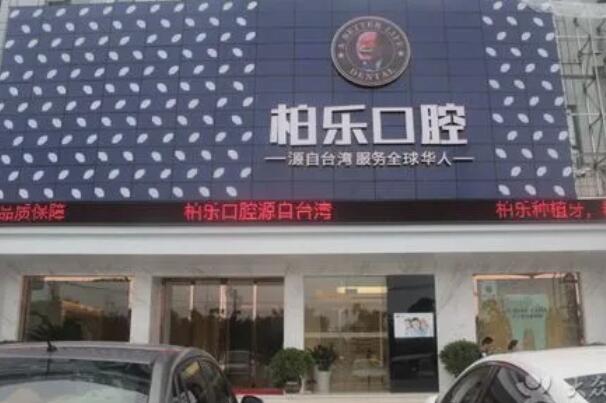 A BETTER LIFE
DENTAL
柏乐口腔
源自台湾 服务全球华人
品质保障 柏乐口腔源自台湾 柏乐种植牙,